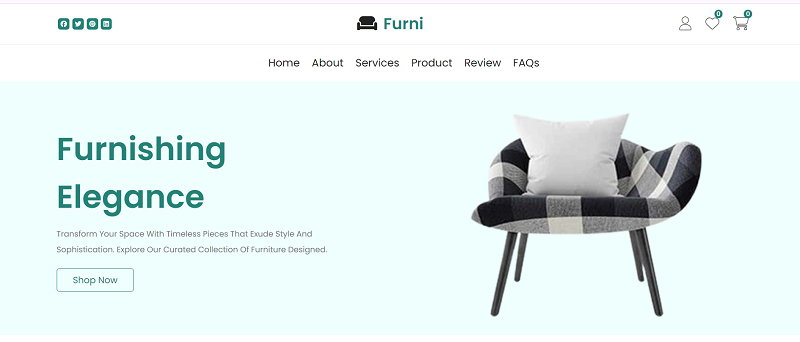 Furni
0
0
Home About Services Product Review FAQs
Furnishing
Elegance
Transform Your Space With Timeless Pieces That Exude Style And
Sophistication. Explore Our Curated Collection Of Furniture Designed.
Shop Now